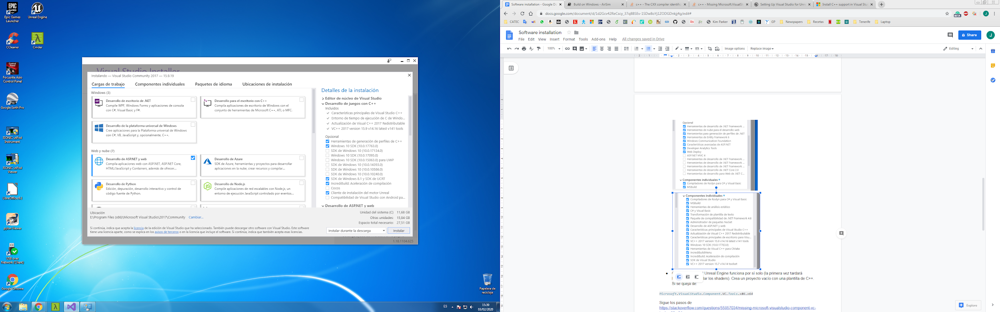 Epic Games
Launcher
Unreal Engine
CCleaner
Cmder
Focusrite Asio
Control Panel
Google Earth Pro
ISONIC utPod
Instrument
ISONIC utPod
Viewer
LibreOffice 6.1
pylon Viewer
USB over
Network (Client)
Google Chrome
Papelera de
reciclaje
Visual Studio Installer
Instalando — Visual Studio Community 2017 — 15.9.19
Cargas de trabajo
Componentes individuales
Paquetes de idioma
Ubicaciones de instalación
Windows (3)
Desarrollo de escritorio de .NET
Compile WPF, Windows Forms y aplicaciones de consola
con C#, Visual Basic y F#.
Desarrollo para el escritorio con C++
Compila aplicaciones de escritorio de Windows con el
conjunto de herramientas de Microsoft C++, ATL o MFC.
Desarrollo de la plataforma universal de Windows
Cree aplicaciones para la Plataforma universal de Windows
con C#, VB, JavaScript y, opcionalmente, C++.
Web y nube (7)
Desarrollo de ASP.NET y web
Compila aplicaciones web con ASP.NET, ASP.NET Core,
HTML/JavaScript y Containers, además de ofrecer...
Desarrollo de Azure
SDK de Azure, herramientas y proyectos para desarrollar
aplicaciones en la nube, crear recursos y compilar...
Desarrollo de Python
Edición, depuración, desarrollo interactivo y control de
código fuente de Python.
Desarrollo de Node.js
Compile aplicaciones de red escalables con Node.js, un
entorno de ejecución JavaScript controlado por eventos...
Detalles de la instalación
Editor de núcleo de Visual Studio
Desarrollo de juegos con C++
Incluidos
Características principales de Visual Studio C++
Entorno de tiempo de ejecución de C de Windo...
Actualización de Visual C++ 2017 Redistributable
VC++ 2017 version 15.9 v14.16 latest v141 tools
Opcional
Herramientas de generación de perfiles de C++
Windows 10 SDK (10.0.17763.0)
SDK de Windows 10 (10.0.17134.0)
Windows 10 SDK (10.0.17095.0)
Windows 10 SDK (10.0.15063.0) para UWP
SDK de Windows 10 (10.0.14393.0)
SDK de Windows 10 (10.0.10586.0)
SDK de Windows 10 (10.0.10240.0)
SDK de Windows 8.1 y SDK de UCRT
IncrediBuild: Aceleración de compilación
Cocos
Cliente de instalación del motor Unreal
Compatibilidad de Visual Studio con Android pa...
Desarrollo de ASP.NET y web
Ubicación
E:\Program Files (x86)\Microsoft Visual Studio\2017\Community Cambiar...
Unidad del sistema (C) 11,68 GB
Otras unidades: 15,84 GB
Espacio total necesario: 27,51 GB
Si continúa, indica que acepta la licencia de la edición de Visual Studio que ha seleccionado. También puede descargar otro software con Visual Studio. Este software
tiene una licencia aparte, como se explica en los avisos de terceros o en la licencia que incluye el software. Si continúa, indica que también acepta esas licencias.
Instalar durante la descarga
Instalar
1.18.1104.625
ES
15:39
03/02/2020
Software installation - Google Do
Build on Windows - AirSim
c++ - The CXX compiler identific
c++ - Missing Microsoft.VisualSt
Setting Up Visual Studio for Unre
Install C++ support in Visual Stu
docs.google.com/document/d/1d2Gcv42ReCscy_37q8BSEv-1SDw8oYj1ZODGDnkjj4g/edit#
CATEC
Kim Parker
GP
Newspapers
Recetas
Tenerife
Laptop
Software installation
File Edit View Insert Format Tools Add-ons Help All changes saved in Drive
Share
J
100%
Image options
Replace image
Editing
Opcional
Herramientas de desarrollo de .NET Framework ...
Herramientas de nube para el desarrollo web
Herramientas para generación de perfiles de .NET
Herramientas de Entity Framework 6
Windows Communication Foundation
Características avanzadas de ASP.NET
Developer Analytics Tools
Web Deploy
ASP.NET MVC 4
Herramientas de desarrollo de .NET Framework ...
Herramientas de desarrollo de .NET Framework ...
Herramientas de desarrollo de .NET Framework ...
Herramientas de desarrollo de .NET Core 2.0
Herramientas de desarrollo para Web de .NET C...
Componentes individuales *
Compiladores de Roslyn para C# y Visual Basic
MSBuild
Componentes individuales *
Compiladores de Roslyn para C# y Visual Basic
MSBuild
Herramientas de análisis estático
C# y Visual Basic
Transformación de plantilla de texto
Paquete de compatibilidad de .NET Framework 4.6
Administrador de paquetes NuGet
Desarrollo de ASP.NET y web
Características principales de Visual Studio C++
Actualización de Visual C++ 2017 Redistributable
Características principales de escritorio para Visu...
VC++ 2017 version 15.9 v14.16 latest v141 tools
Windows 10 SDK (10.0.17763.0)
Herramientas de Visual C++ para CMake
IncrediBuildMenu
IncrediBuild: Aceleración de compilación
SDK de Visual Studio
VC++ 2017 version 15.7 v14.14 toolset
Unreal Engine funciona por sí solo (la primera vez tardará
los shaders). Crea un proyecto vacío con una plantilla de C++.
Si se queja de:
Microsoft.VisualStudio.Component.VC.Tools.x86.x64
Sigue los pasos de
https://stackoverflow.com/questions/55857034/missing-microsoft-visualstudio-component-vc-
Explore